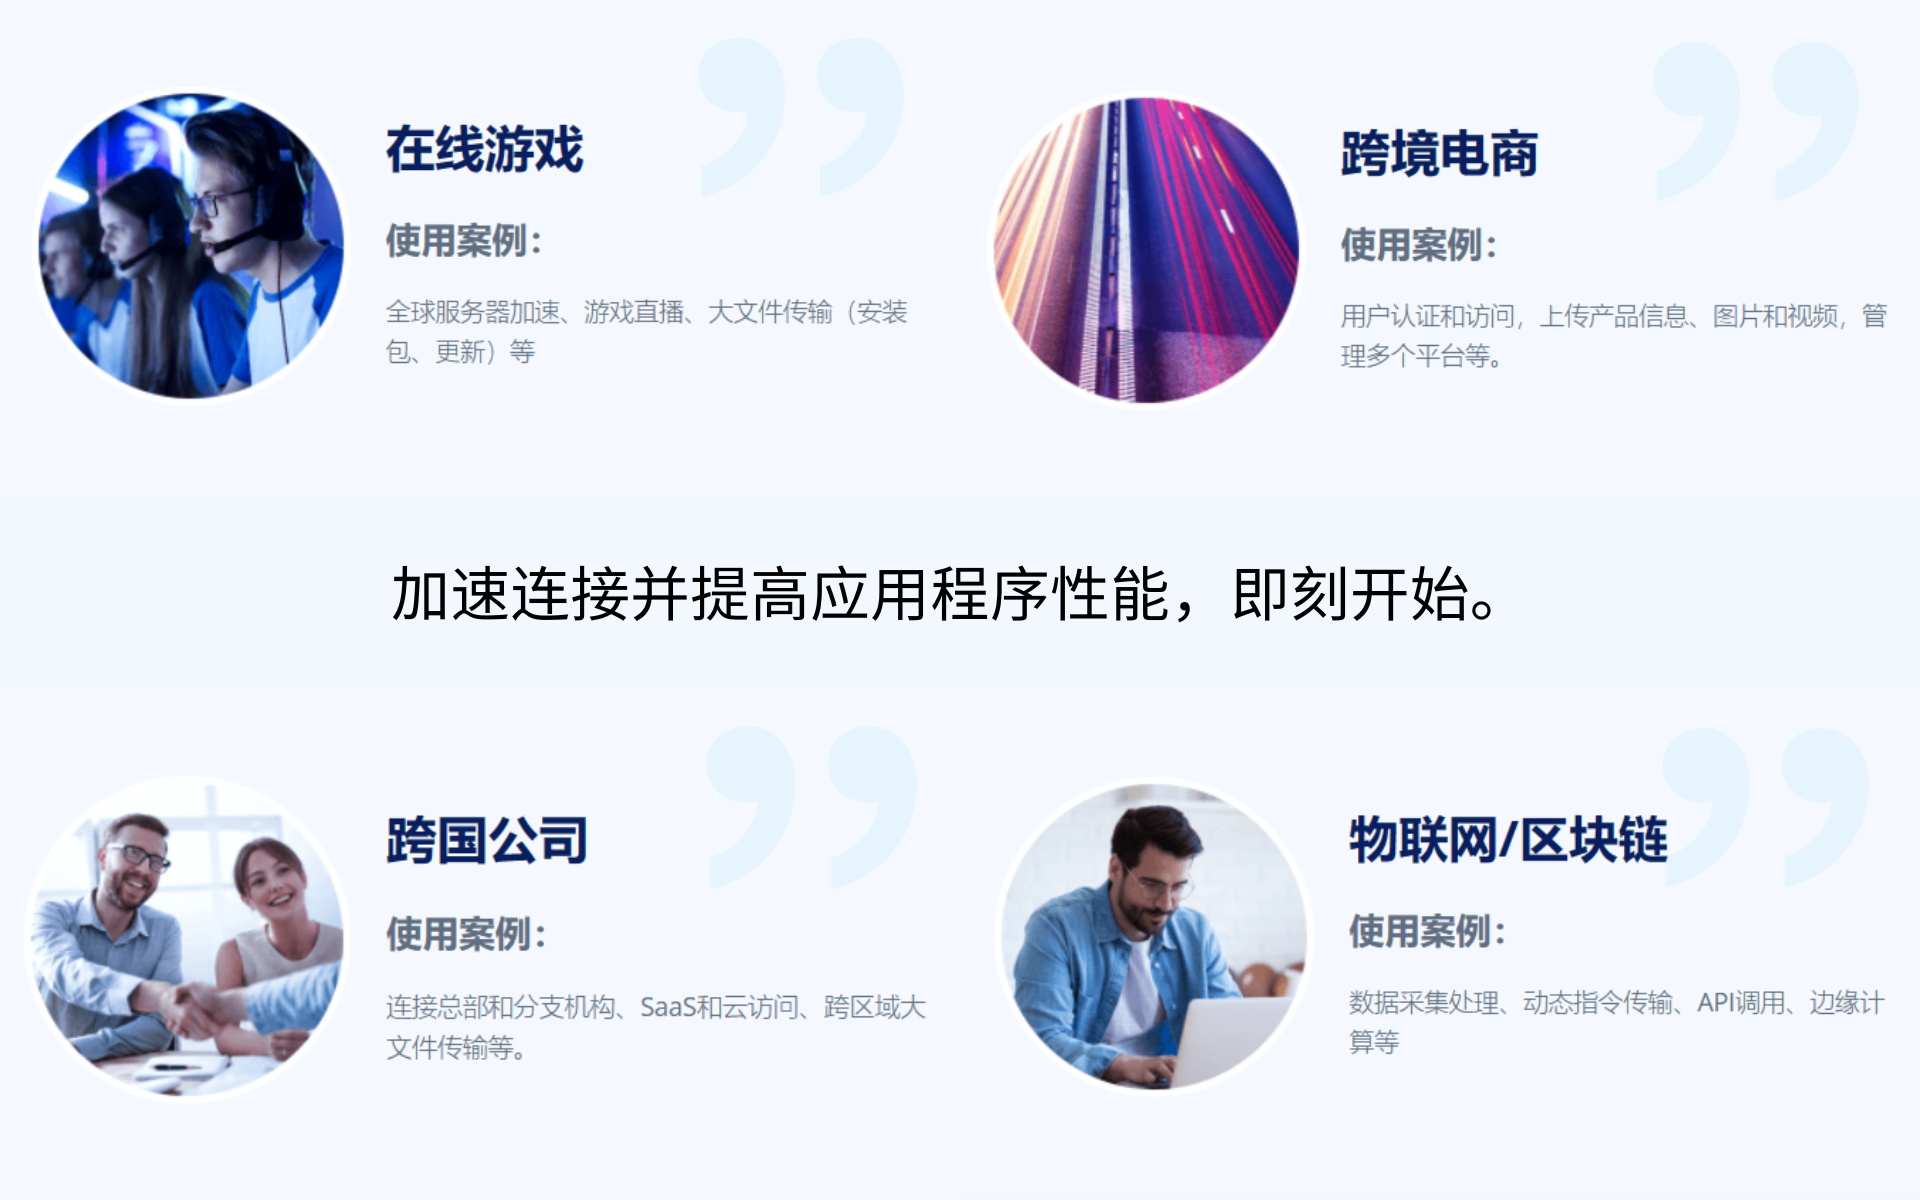 在线游戏
使用案例：
全球服务器加速、游戏直播、大文件传输（安装
包、更新）等
跨境电商
使用案例：
用户认证和访问，上传产品信息、图片和视频，管
理多个平台等。
加速连接并提高应用程序性能，即刻开始。
跨国公司
使用案例：
连接总部和分支机构、SaaS和云访问、跨区域大
文件传输等。
物联网/区块链
使用案例：
数据采集处理、动态指令传输、API调用、边缘计
算等